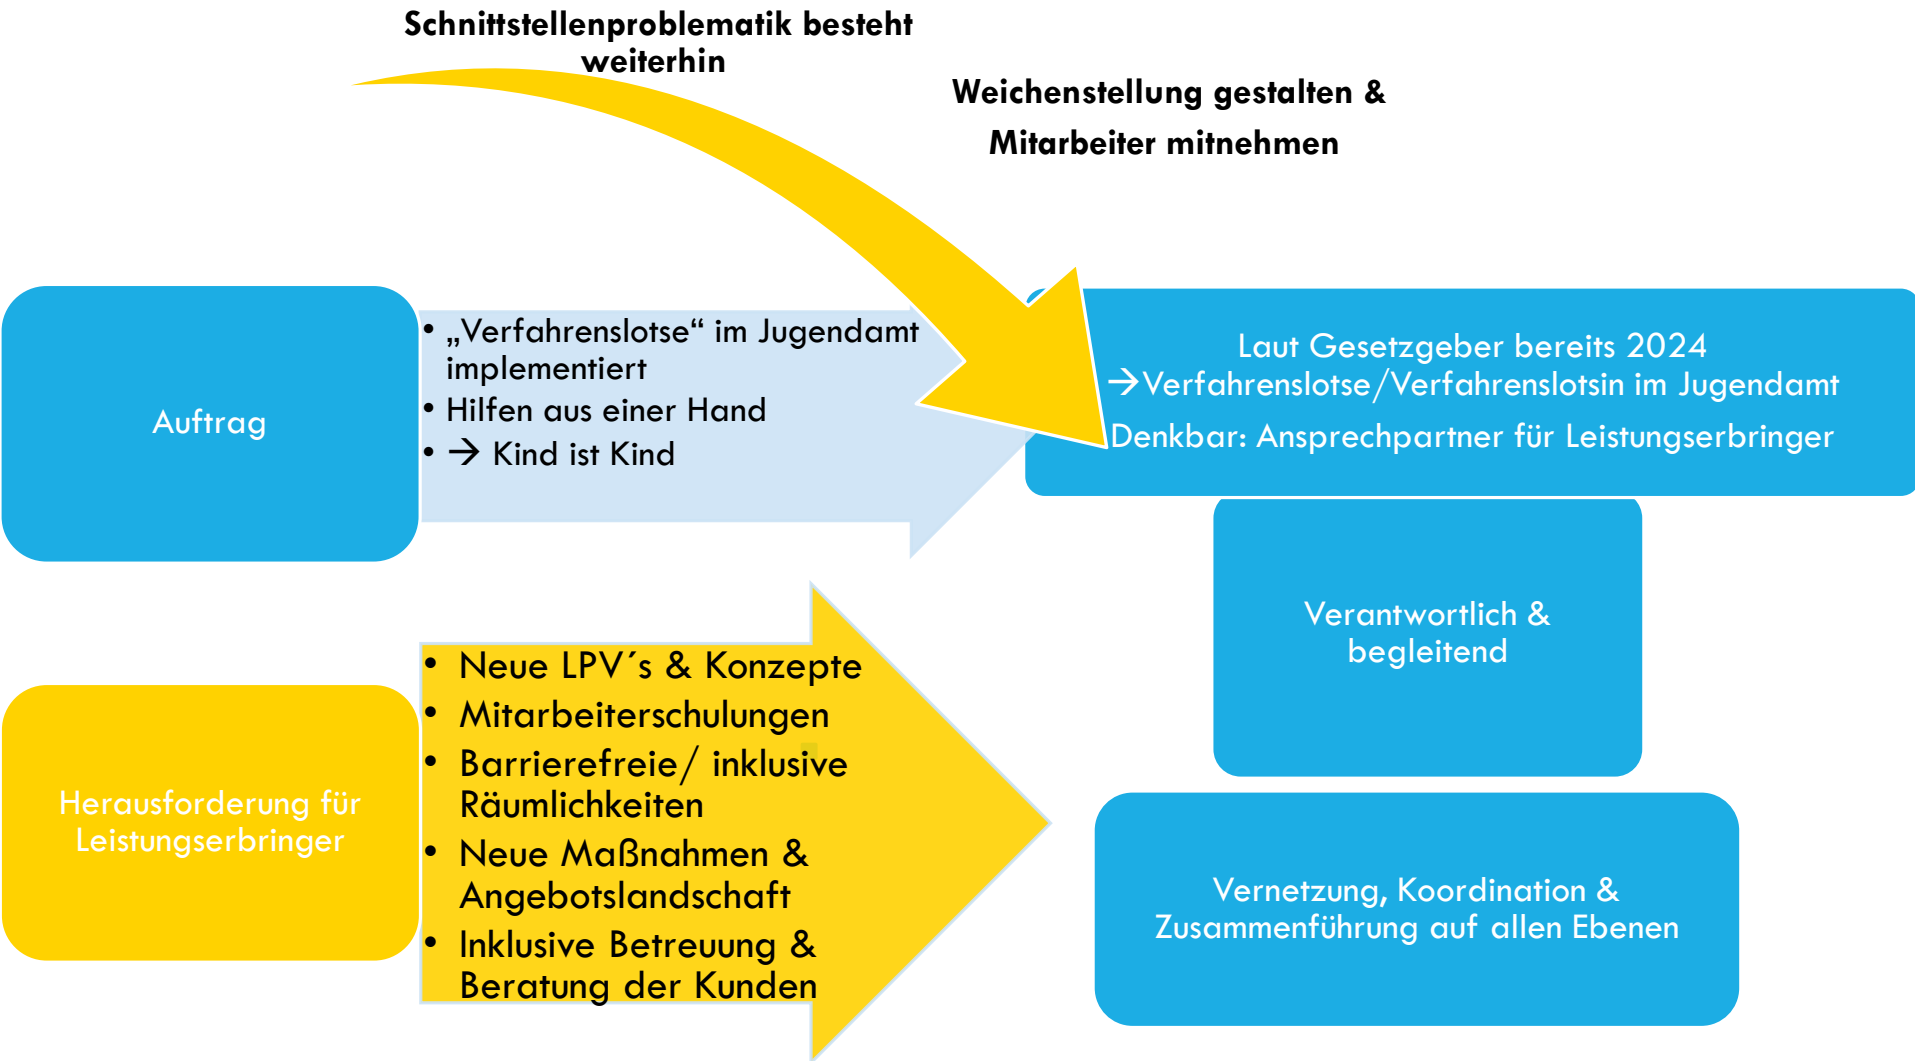 Schnittstellenproblematik besteht
weiterhin
Weichenstellung gestalten &
Mitarbeiter mitnehmen
Auftrag
• „Verfahrenslotse“ im Jugendamt
implementiert
• Hilfen aus einer Hand
• → Kind ist Kind
Laut Gesetzgeber bereits 2024
→Verfahrenslotse/Verfahrenslotsin im Jugendamt
Denkbar: Ansprechpartner für Leistungserbringer
Verantwortlich &
begleitend
Herausforderung für
Leistungserbringer
• Neue LPV´s & Konzepte
• Mitarbeiterschulungen
• Barrierefreie/ inklusive
Räumlichkeiten
• Neue Maßnahmen &
Angebotslandschaft
• Inklusive Betreuung &
Beratung der Kunden
Vernetzung, Koordination &
Zusammenführung auf allen Ebenen